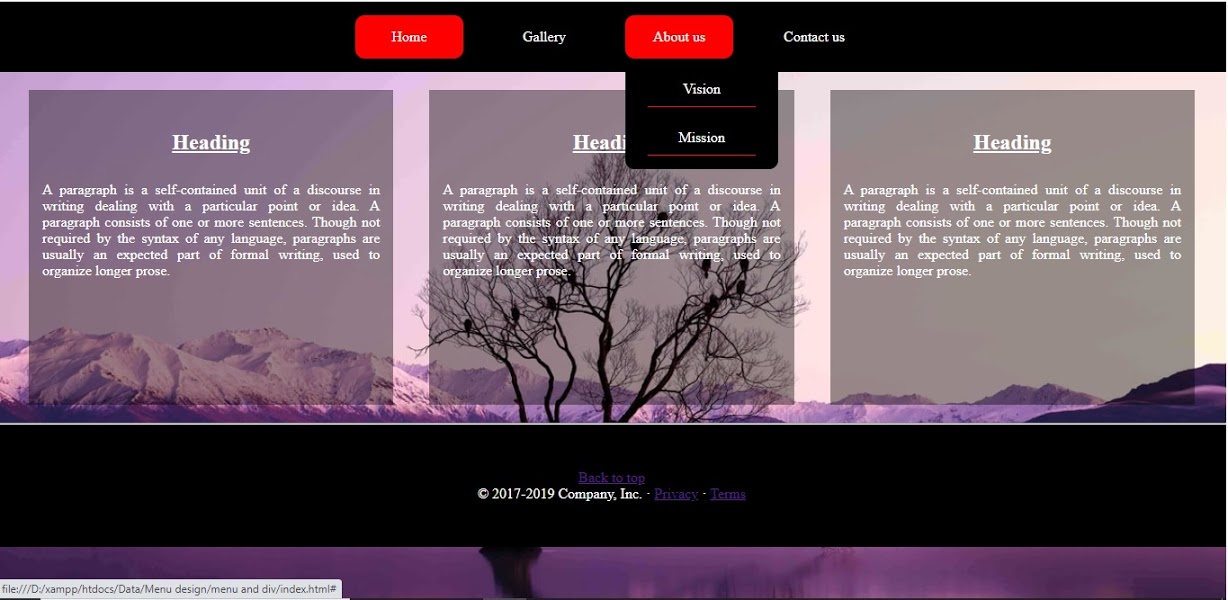 Home Gallery About us Contact us
Vision
Mission
Heading
A paragraph is a self-contained unit of a discourse in
writing dealing with a particular point or idea. A
paragraph consists of one or more sentences. Though not
required by the syntax of any language, paragraphs are
usually an expected part of formal writing, used to
organize longer prose.
Headi
A paragraph is a self-contained unit of a discourse in
writing dealing with a particular point or idea. A
paragraph consists of one or more sentences. Though not
required by the syntax of any language, paragraphs are
usually an expected part of formal writing, used to
organize longer prose.
Heading
A paragraph is a self-contained unit of a discourse in
writing dealing with a particular point or idea. A
paragraph consists of one or more sentences. Though not
required by the syntax of any language, paragraphs are
usually an expected part of formal writing, used to
organize longer prose.
Back to top
© 2017-2019 Company, Inc. · Privacy · Terms
file:///D:/xampp/htdocs/Data/Menu design/menu and div/index.html#